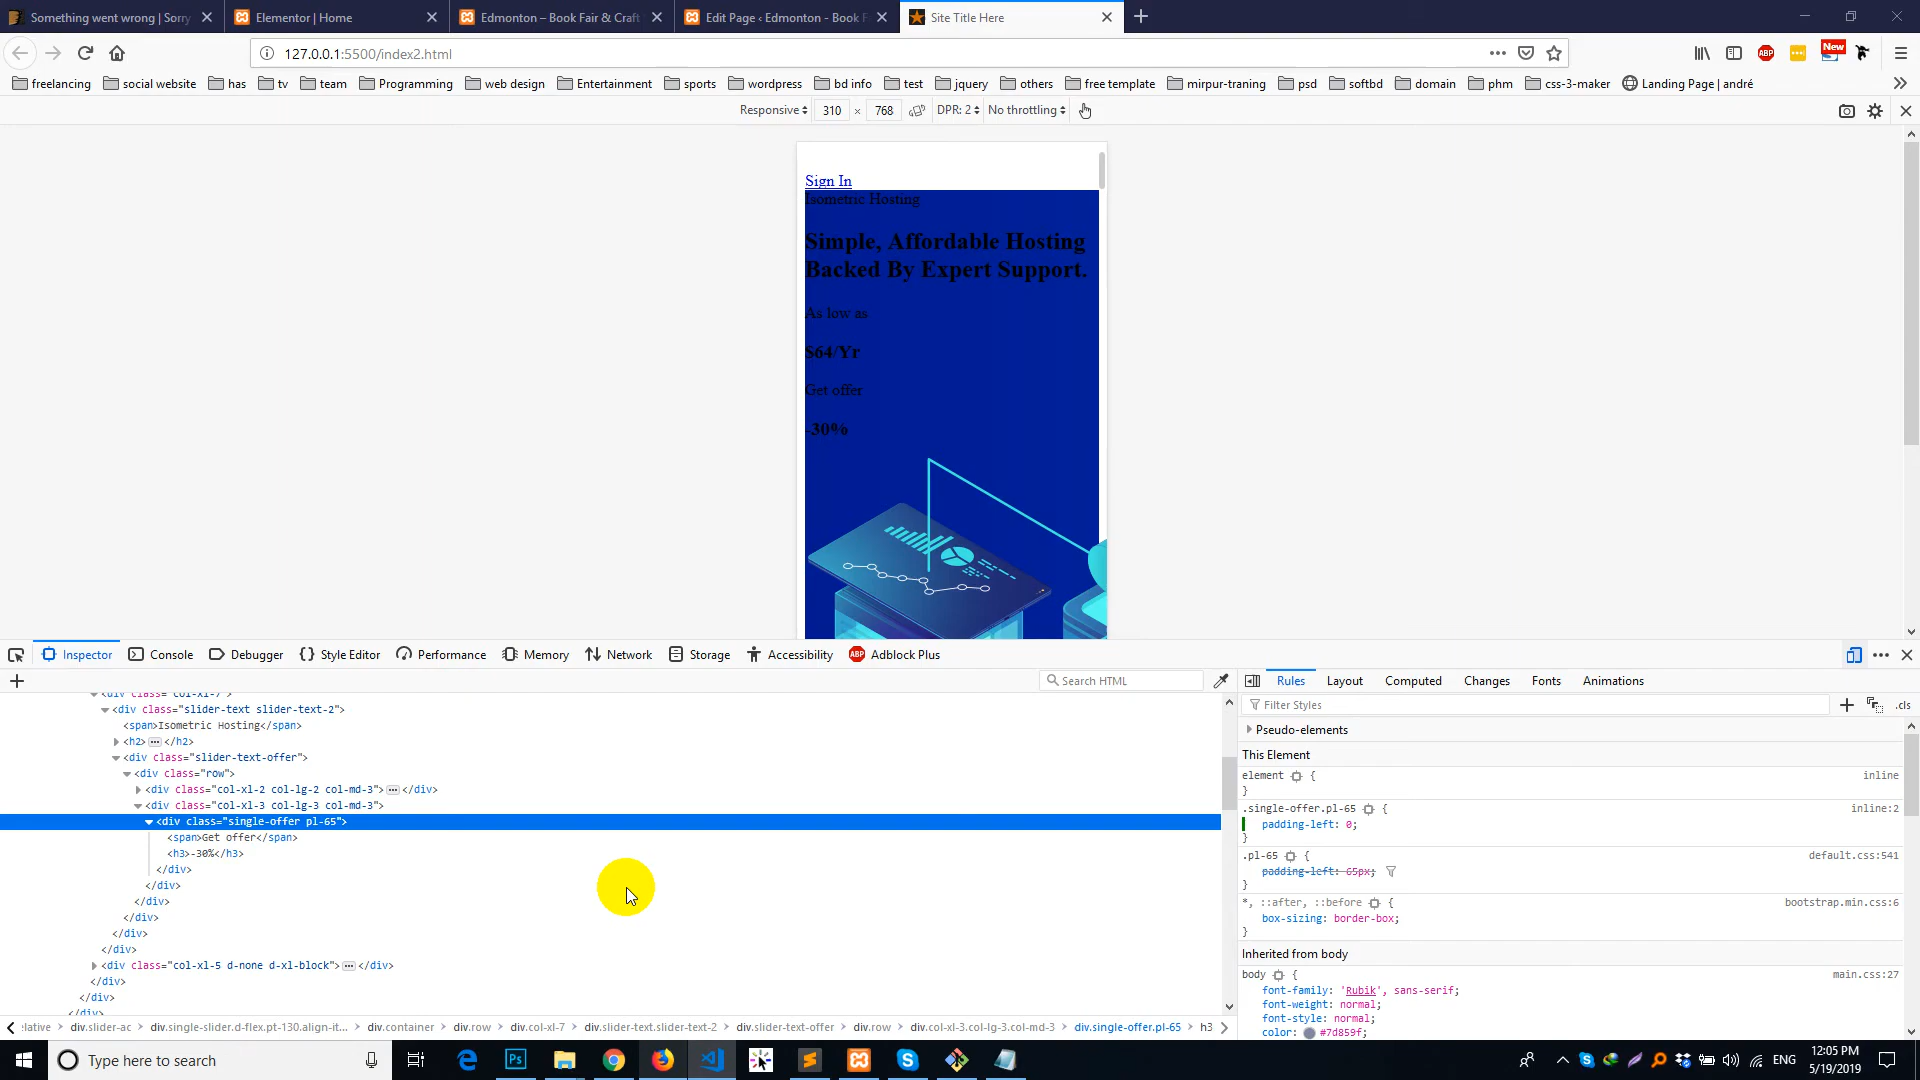 Something went wrong | Sorry
Elementor | Home
Edmonton – Book Fair & Craft
Edit Page ‹ Edmonton - Book F
Site Title Here
127.0.0.1:5500/index2.html
New
freelancing
social website
has
tv
team
Programming
web design
Entertainment
sports
wordpress
bd info
test
jquery
others
free template
mirpur-traning
psd
softbd
domain
phm
css-3-maker
Landing Page | andré
Responsive
310 × 768
DPR: 2
No throttling
Sign In
Isometric Hosting
Simple, Affordable Hosting
Backed By Expert Support.
As low as
$64/Yr
Get offer
-30%
Inspector
Console
Debugger
Style Editor
Performance
Memory
Network
Storage
Accessibility
ABP Adblock Plus
Search HTML
Rules
Layout
Computed
Changes
Fonts
Animations
Filter Styles
.cls
<div class="col-xl-7">
<div class="slider-text slider-text-2">
<span>Isometric Hosting</span>
<h2></h2>
<div class="slider-text-offer">
<div class="row">
<div class="col-xl-2 col-lg-2 col-md-3"></div>
<div class="col-xl-3 col-lg-3 col-md-3">
<div class="single-offer pl-65">
<span>Get offer</span>
<h3>-30%</h3>
</div>
</div>
</div>
</div>
</div>
</div>
<div class="col-xl-5 d-none d-xl-block"></div>
</div>
</div>
</div>
Pseudo-elements
This Element
element { inline
}
.single-offer.pl-65 { inline:2
padding-left: 0;
}
.pl-65 { default.css:541
padding-left: 65px;
}
*, ::after, ::before { bootstrap.min.css:6
box-sizing: border-box;
}
Inherited from body
body { main.css:27
font-family: 'Rubik', sans-serif;
font-weight: normal;
font-style: normal;
color: #7d859f;
elative
div.slider-ac
div.single-slider.d-flex.pt-130.align-it...
div.container
div.row
div.col-xl-7
div.slider-text.slider-text-2
div.slider-text-offer
div.row
div.col-xl-3.col-lg-3.col-md-3
div.single-offer.pl-65
h3
Type here to search
ENG
12:05 PM
5/19/2019